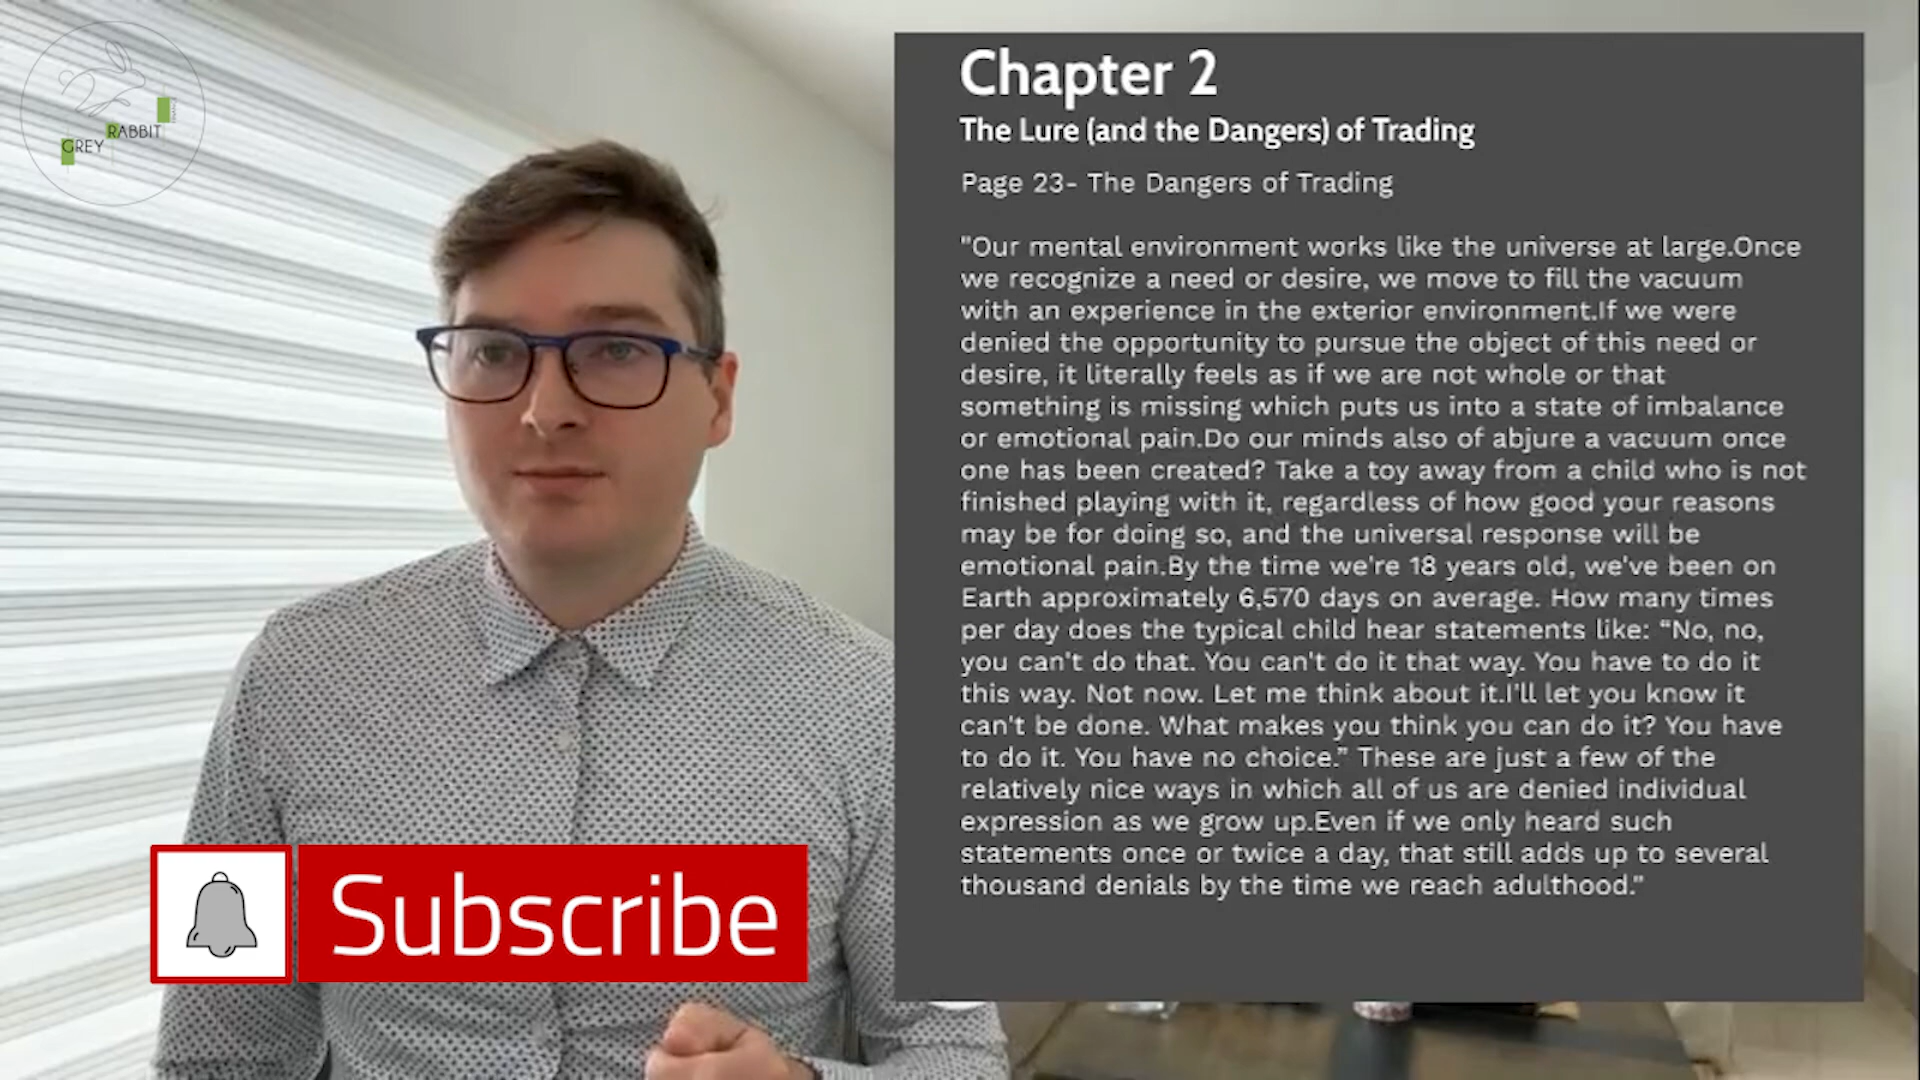 GREY RABBIT
Chapter 2
The Lure (and the Dangers) of Trading
Page 23- The Dangers of Trading
"Our mental environment works like the universe at large.Once
we recognize a need or desire, we move to fill the vacuum
with an experience in the exterior environment.If we were
denied the opportunity to pursue the object of this need or
desire, it literally feels as if we are not whole or that
something is missing which puts us into a state of imbalance
or emotional pain.Do our minds also of abjure a vacuum once
one has been created? Take a toy away from a child who is not
finished playing with it, regardless of how good your reasons
may be for doing so, and the universal response will be
emotional pain.By the time we're 18 years old, we've been on
Earth approximately 6,570 days on average. How many times
per day does the typical child hear statements like: “No, no,
you can't do that. You can't do it that way. You have to do it
this way. Not now. Let me think about it.I'll let you know it
can't be done. What makes you think you can do it? You have
to do it. You have no choice.” These are just a few of the
relatively nice ways in which all of us are denied individual
expression as we grow up.Even if we only heard such
statements once or twice a day, that still adds up to several
thousand denials by the time we reach adulthood.”
Subscribe